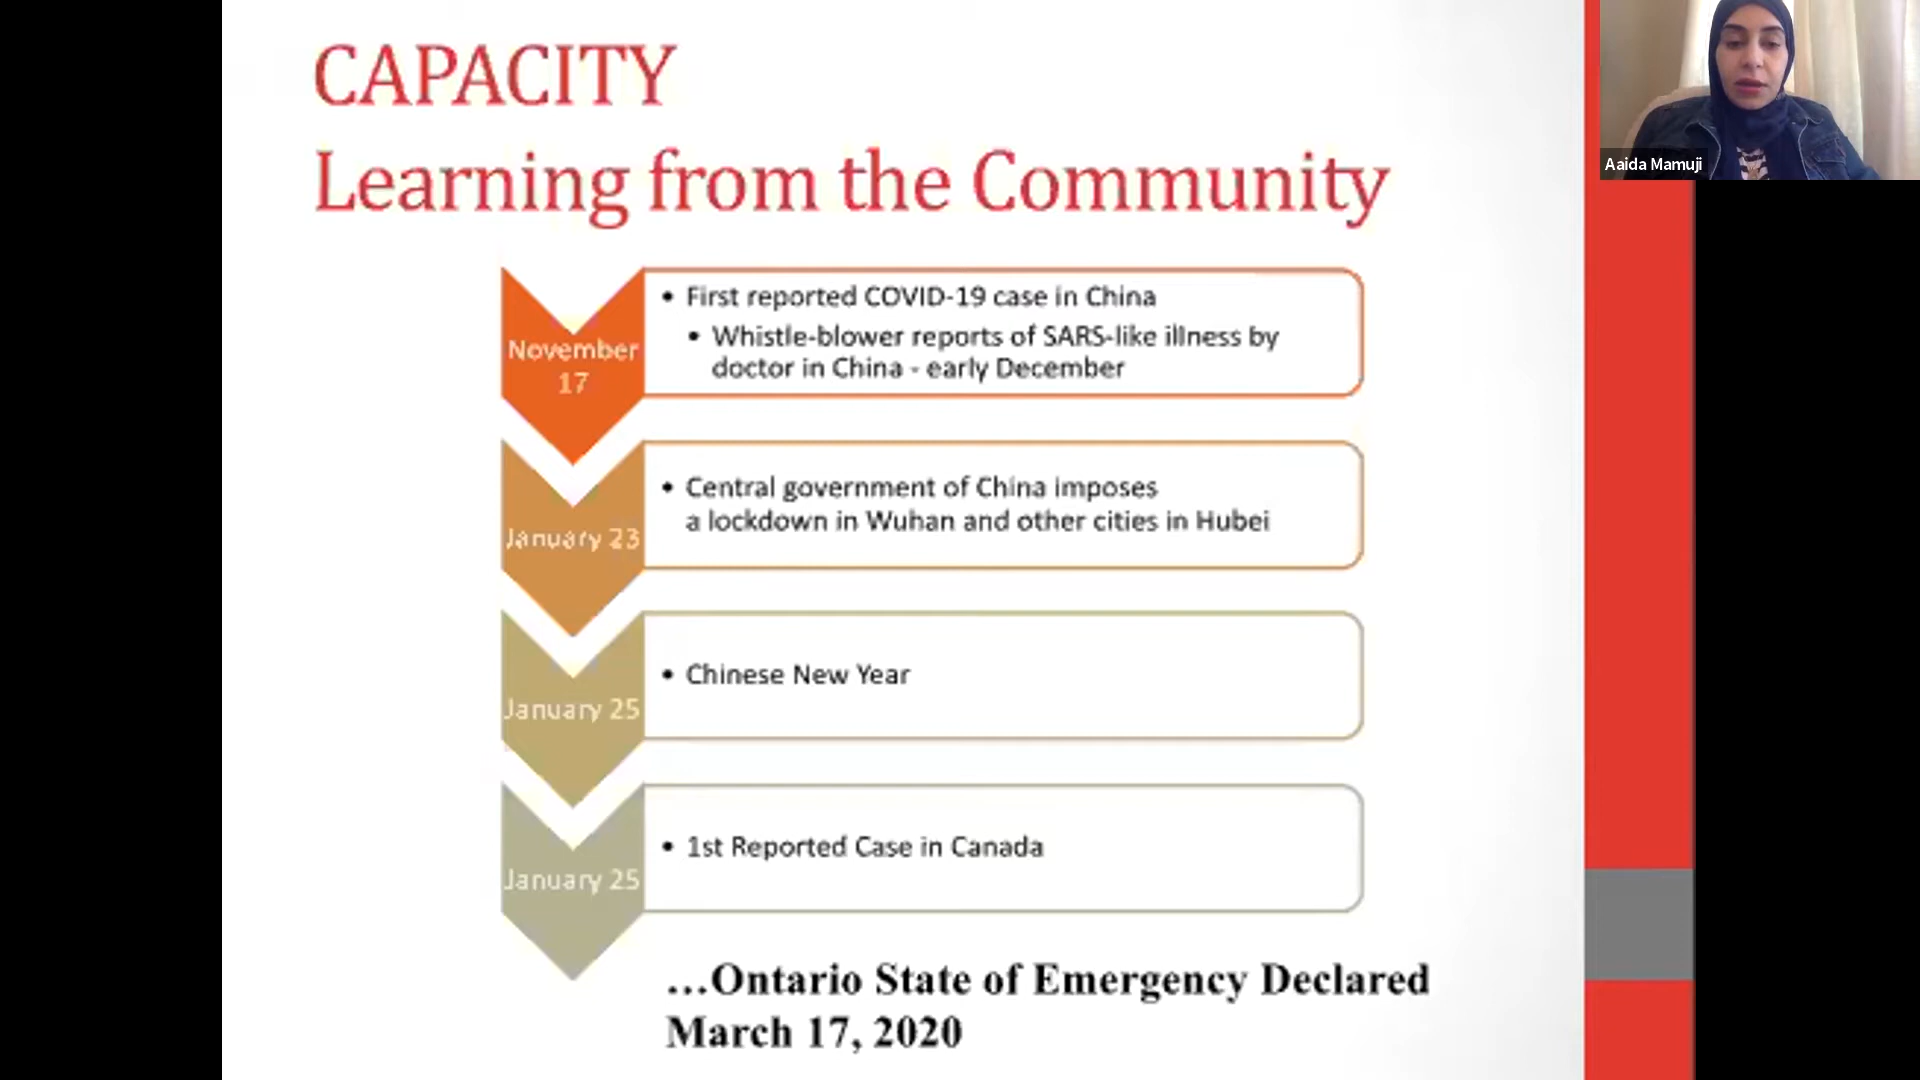 CAPACITY
Learning from the Community
November
17
• First reported COVID-19 case in China
• Whistle-blower reports of SARS-like illness by
doctor in China - early December
January 23
• Central government of China imposes
a lockdown in Wuhan and other cities in Hubei
January 25
• Chinese New Year
January 25
• 1st Reported Case in Canada
...Ontario State of Emergency Declared
March 17, 2020
Aaida Mamuji